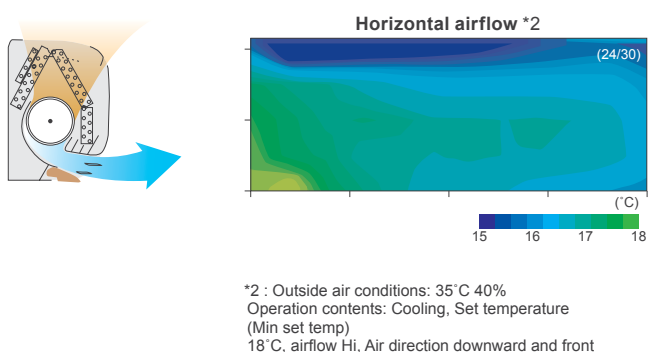 Horizontal airflow *2
(24/30)
(˚C)
15 16 17 18
*2 : Outside air conditions: 35˚C 40%
Operation contents: Cooling, Set temperature
(Min set temp)
18˚C, airflow Hi, Air direction downward and front